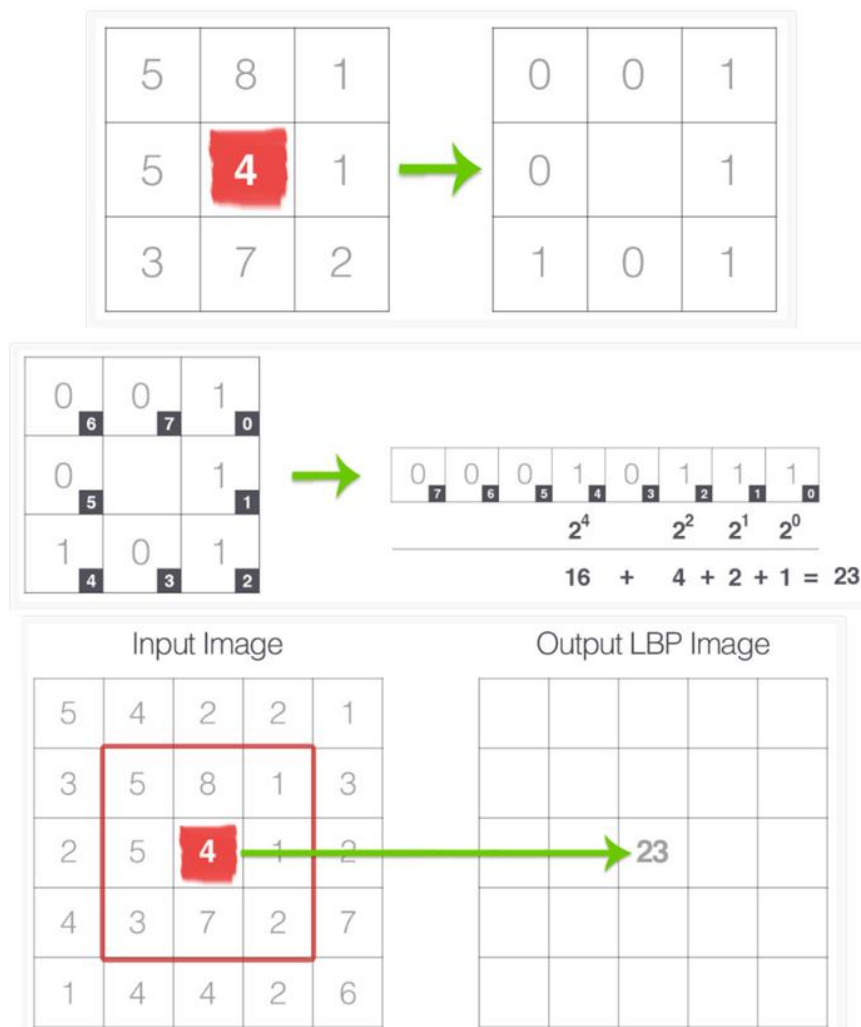 5 8 1 0 0 1
5 4 1 0 1
3 7 2 1 0 1
0 6 0 7 1 0
0 5 1 1
1 4 0 3 1 2
0 7 0 6 0 5 1 4 0 3 1 2 1 1 1 0
2^4 2^2 2^1 2^0
16 + 4 + 2 + 1 = 23
Input Image
5 4 2 2 1
3 5 8 1 3
2 5 4 1 2
4 3 7 2 7
1 4 4 2 6
Output LBP Image
23